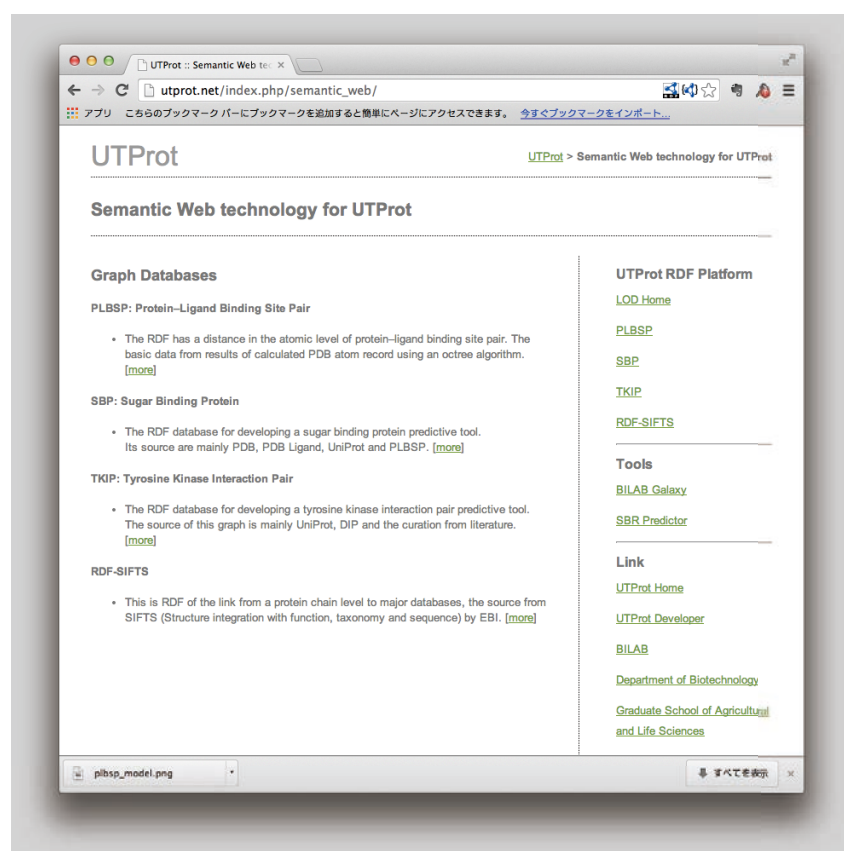 UTProt :: Semantic Web tec
utprot.net/index.php/semantic_web/
アプリ こちらのブックマーク バーにブックマークを追加すると簡単にページにアクセスできます。 今すぐブックマークをインポート...
UTProt
UTProt > Semantic Web technology for UTProt
Semantic Web technology for UTProt
Graph Databases
PLBSP: Protein–Ligand Binding Site Pair
• The RDF has a distance in the atomic level of protein–ligand binding site pair. The
basic data from results of calculated PDB atom record using an octree algorithm.
[more]
SBP: Sugar Binding Protein
• The RDF database for developing a sugar binding protein predictive tool.
Its source are mainly PDB, PDB Ligand, UniProt and PLBSP. [more]
TKIP: Tyrosine Kinase Interaction Pair
• The RDF database for developing a tyrosine kinase interaction pair predictive tool.
The source of this graph is mainly UniProt, DIP and the curation from literature.
[more]
RDF-SIFTS
• This is RDF of the link from a protein chain level to major databases, the source from
SIFTS (Structure integration with function, taxonomy and sequence) by EBI. [more]
UTProt RDF Platform
LOD Home
PLBSP
SBP
TKIP
RDF-SIFTS
Tools
BILAB Galaxy
SBR Predictor
Link
UTProt Home
UTProt Developer
BILAB
Department of Biotechnology
Graduate School of Agricultural
and Life Sciences
plbsp_model.png
すべてを表示